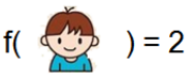 f( ) = 2